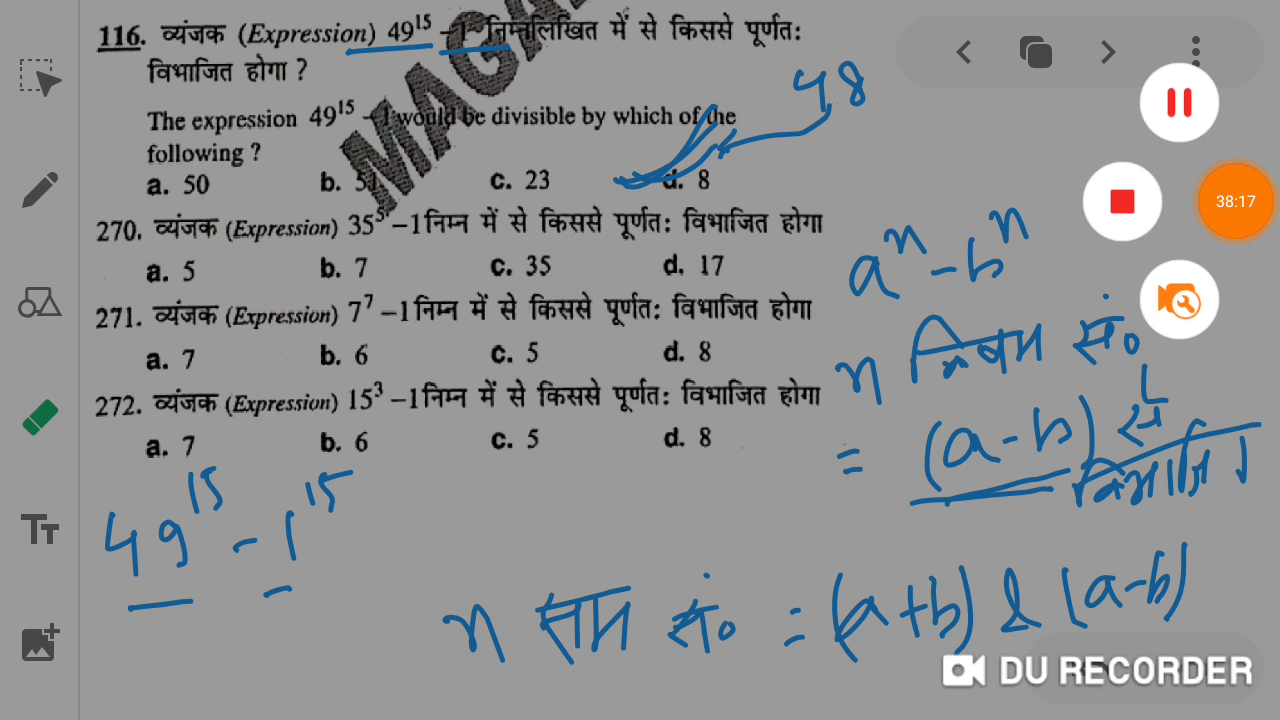 116. व्यंजक (Expression) 49¹⁵ – 1 निम्नलिखित में से किससे पूर्णत:
विभाजित होगा ?
48
The expression 49¹⁵ – 1 would be divisible by which of the
following ?
a. 50 b. 51 c. 23 d. 8
270. व्यंजक (Expression) 35⁵ –1 निम्न में से किससे पूर्णत: विभाजित होगा
a. 5 b. 7 c. 35 d. 17
271. व्यंजक (Expression) 7⁷ –1 निम्न में से किससे पूर्णत: विभाजित होगा
a. 7 b. 6 c. 5 d. 8
272. व्यंजक (Expression) 15³ –1 निम्न में से किससे पूर्णत: विभाजित होगा
a. 7 b. 6 c. 5 d. 8
38:17
aⁿ - bⁿ
n सं०
= (a-b) से
49¹⁵ - 1¹⁵
n सम सं० = (a+b) & (a-b)
TT
DU RECORDER